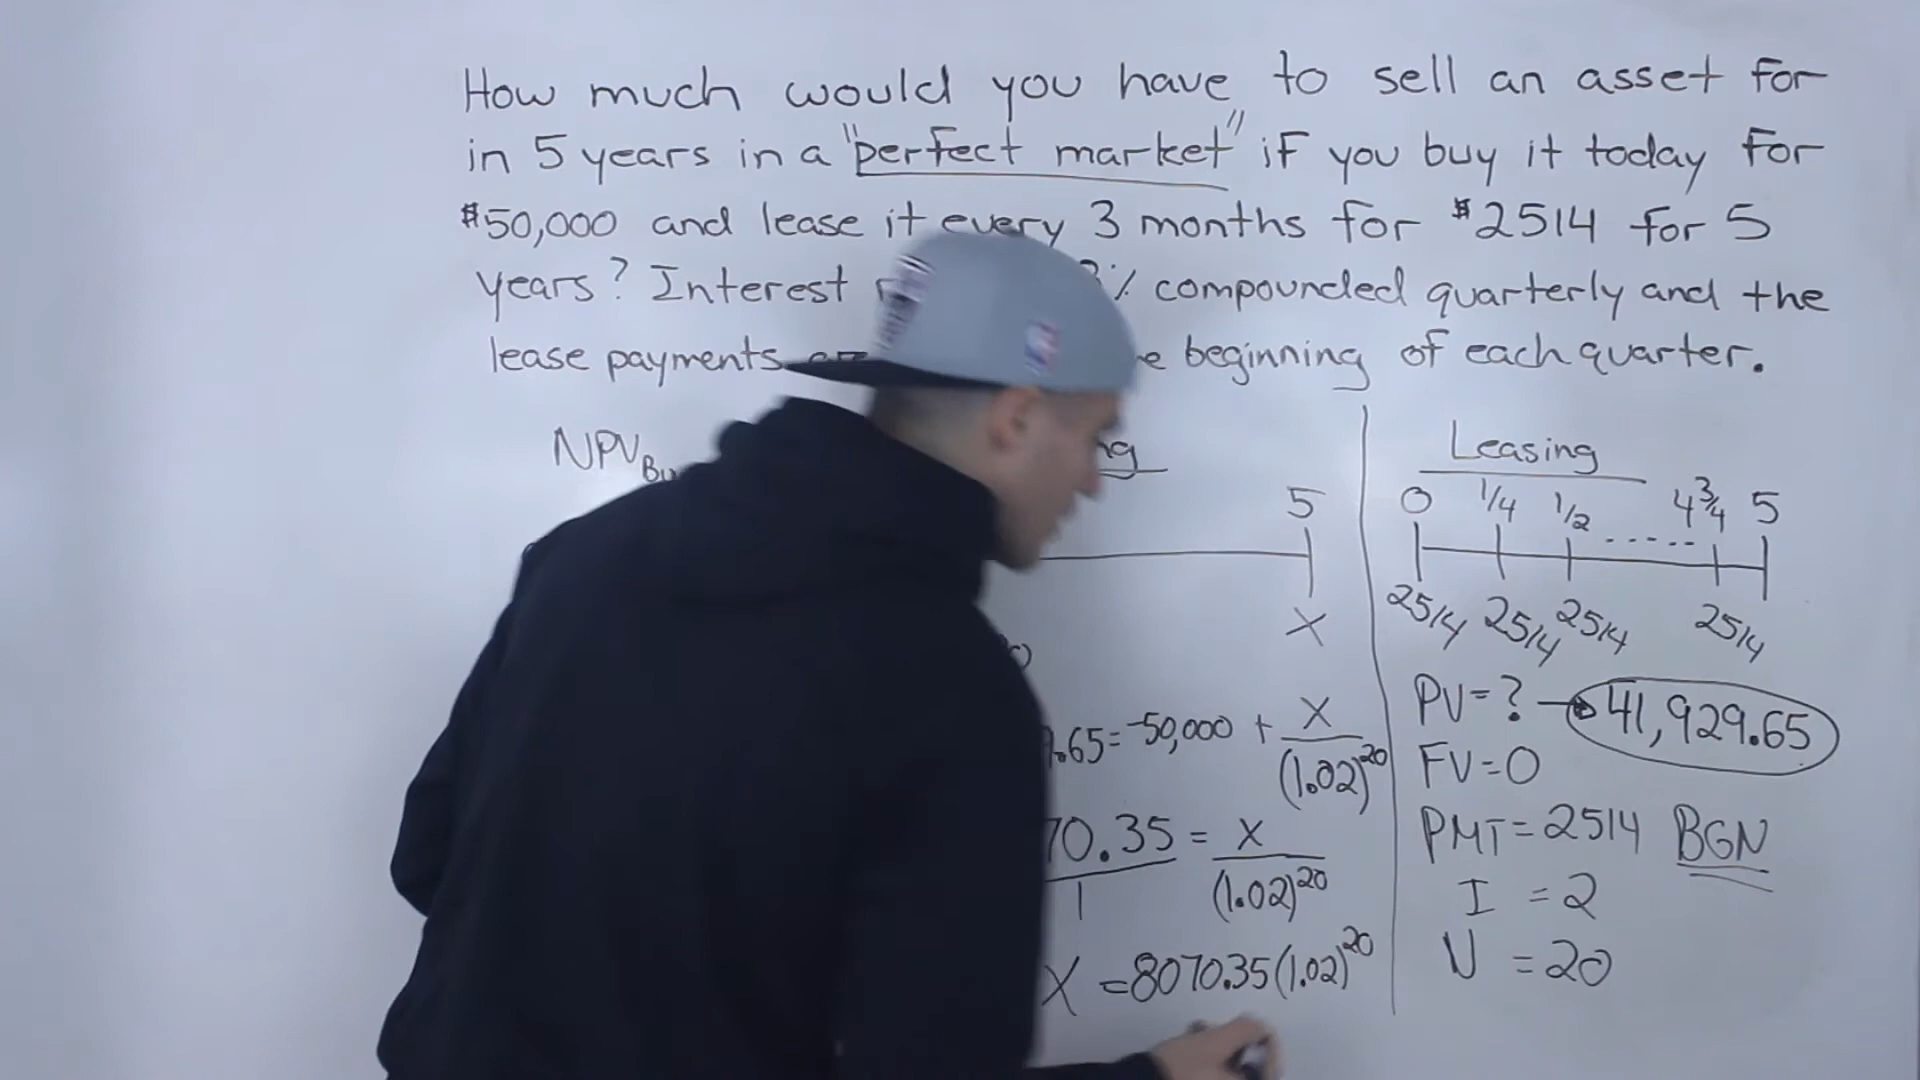 How much would you have to sell an asset for
in 5 years in a "perfect market" if you buy it today for
$50,000 and lease it every 3 months for $2514 for 5
years? Interest % compounded quarterly and the
lease payments beginning of each quarter.
NPV
5
X
.65=-50,000 + X/(1.02)^20
70.35/1 = X/(1.02)^20
X =8070.35(1.02)^20
Leasing
0 1/4 1/2 ..... 4 3/4 5
2514 2514 2514 2514
PV=? → 41,929.65
FV=0
PMT=2514 BGN
I =2
N =20